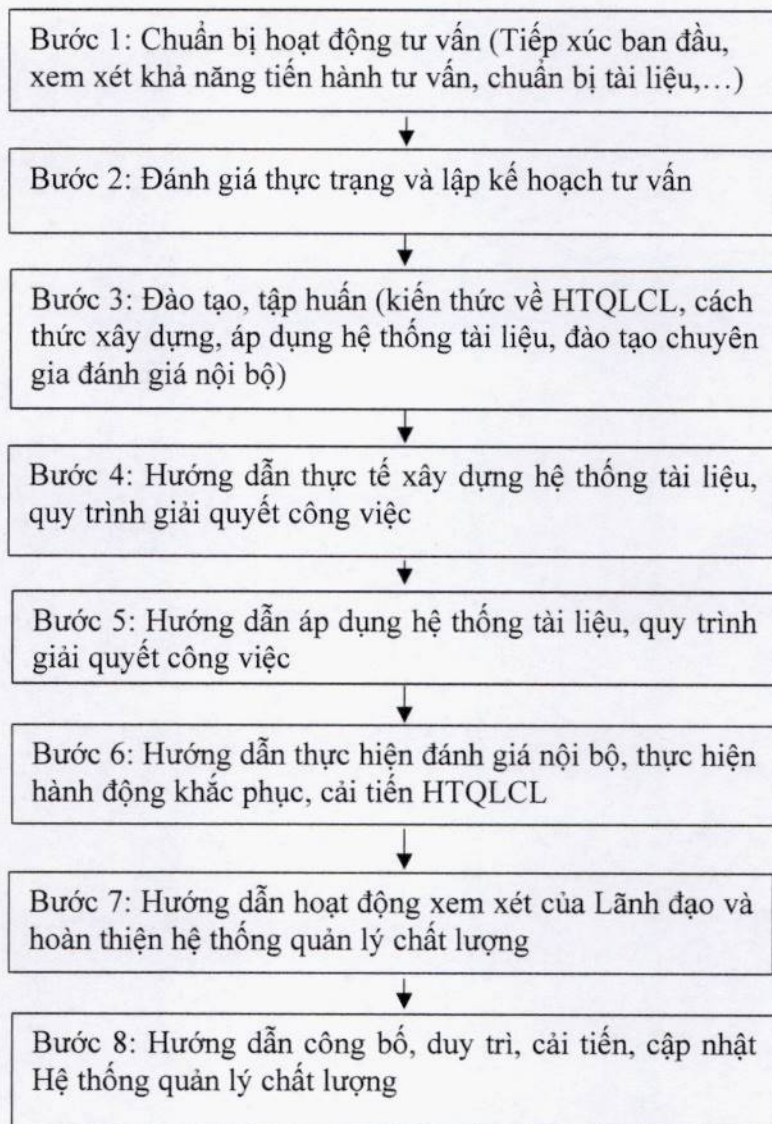 Bước 1: Chuẩn bị hoạt động tư vấn (Tiếp xúc ban đầu,
xem xét khả năng tiến hành tư vấn, chuẩn bị tài liệu,…)
Bước 2: Đánh giá thực trạng và lập kế hoạch tư vấn
Bước 3: Đào tạo, tập huấn (kiến thức về HTQLCL, cách
thức xây dựng, áp dụng hệ thống tài liệu, đào tạo chuyên
gia đánh giá nội bộ)
Bước 4: Hướng dẫn thực tế xây dựng hệ thống tài liệu,
quy trình giải quyết công việc
Bước 5: Hướng dẫn áp dụng hệ thống tài liệu, quy trình
giải quyết công việc
Bước 6: Hướng dẫn thực hiện đánh giá nội bộ, thực hiện
hành động khắc phục, cải tiến HTQLCL
Bước 7: Hướng dẫn hoạt động xem xét của Lãnh đạo và
hoàn thiện hệ thống quản lý chất lượng
Bước 8: Hướng dẫn công bố, duy trì, cải tiến, cập nhật
Hệ thống quản lý chất lượng